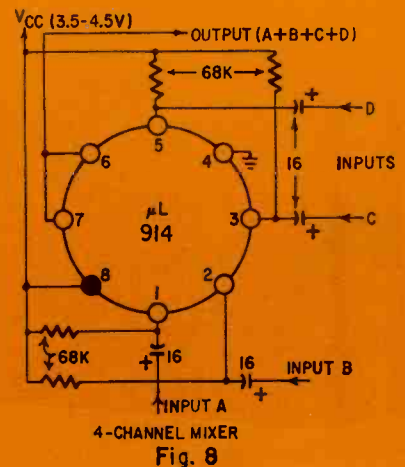 VCC (3.5-4.5V)
OUTPUT (A+B+C+D)
68K
+
D
5
6
4
16
INPUTS
7
μL
914
3
C
+
8
2
1
68K
+
16
16
+
INPUT B
INPUT A
4-CHANNEL MIXER
Fig. 8